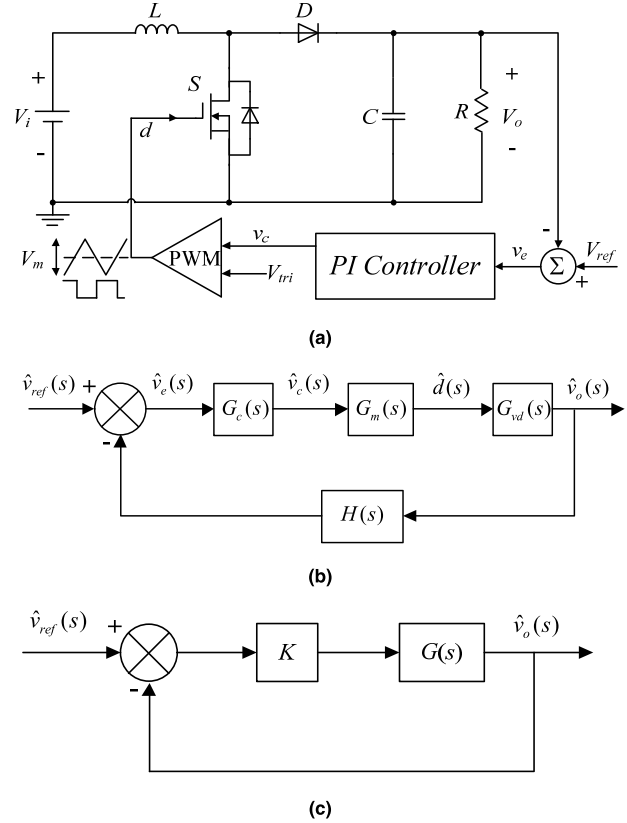 L
D
+
S
V_i
d
C
R
+
V_o
-
-
-
V_m
PWM
v_c
V_tri
PI Controller
v_e
Σ
V_ref
+
(a)
v̂_ref(s) + v̂_e(s) v̂_c(s) d̂(s) v̂_o(s)
G_c(s) G_m(s) G_vd(s)
-
H(s)
(b)
v̂_ref(s) + v̂_o(s)
K G(s)
-
(c)